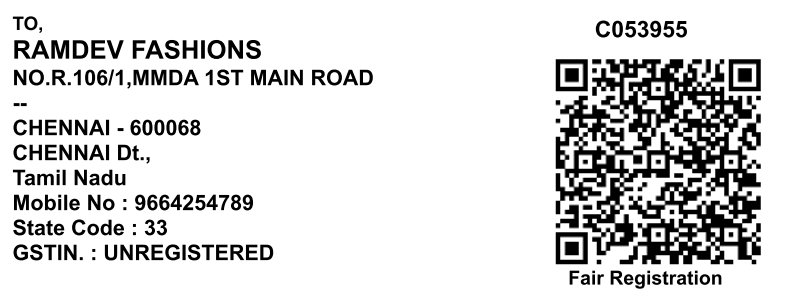 TO,
RAMDEV FASHIONS
NO.R.106/1,MMDA 1ST MAIN ROAD
--
CHENNAI - 600068
CHENNAI Dt.,
Tamil Nadu
Mobile No : 9664254789
State Code : 33
GSTIN. : UNREGISTERED
C053955
Fair Registration